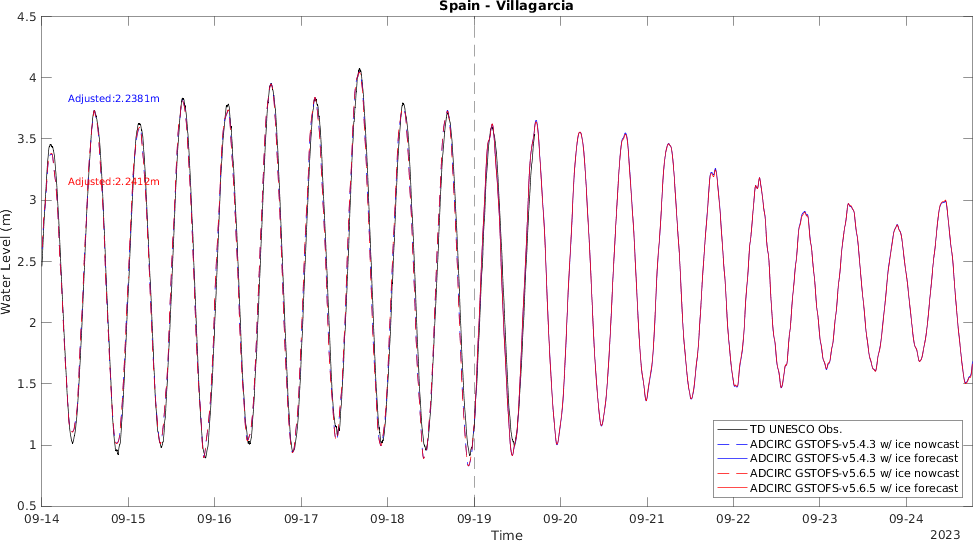 Spain - Villagarcia
4.5
4
3.5
3
2.5
2
1.5
1
0.5
Water Level (m)
Adjusted:2.2381m
Adjusted:2.2412m
TD UNESCO Obs.
ADCIRC GSTOFS-v5.4.3 w/ ice nowcast
ADCIRC GSTOFS-v5.4.3 w/ ice forecast
ADCIRC GSTOFS-v5.6.5 w/ ice nowcast
ADCIRC GSTOFS-v5.6.5 w/ ice forecast
09-14 09-15 09-16 09-17 09-18 09-19 09-20 09-21 09-22 09-23 09-24
Time
2023